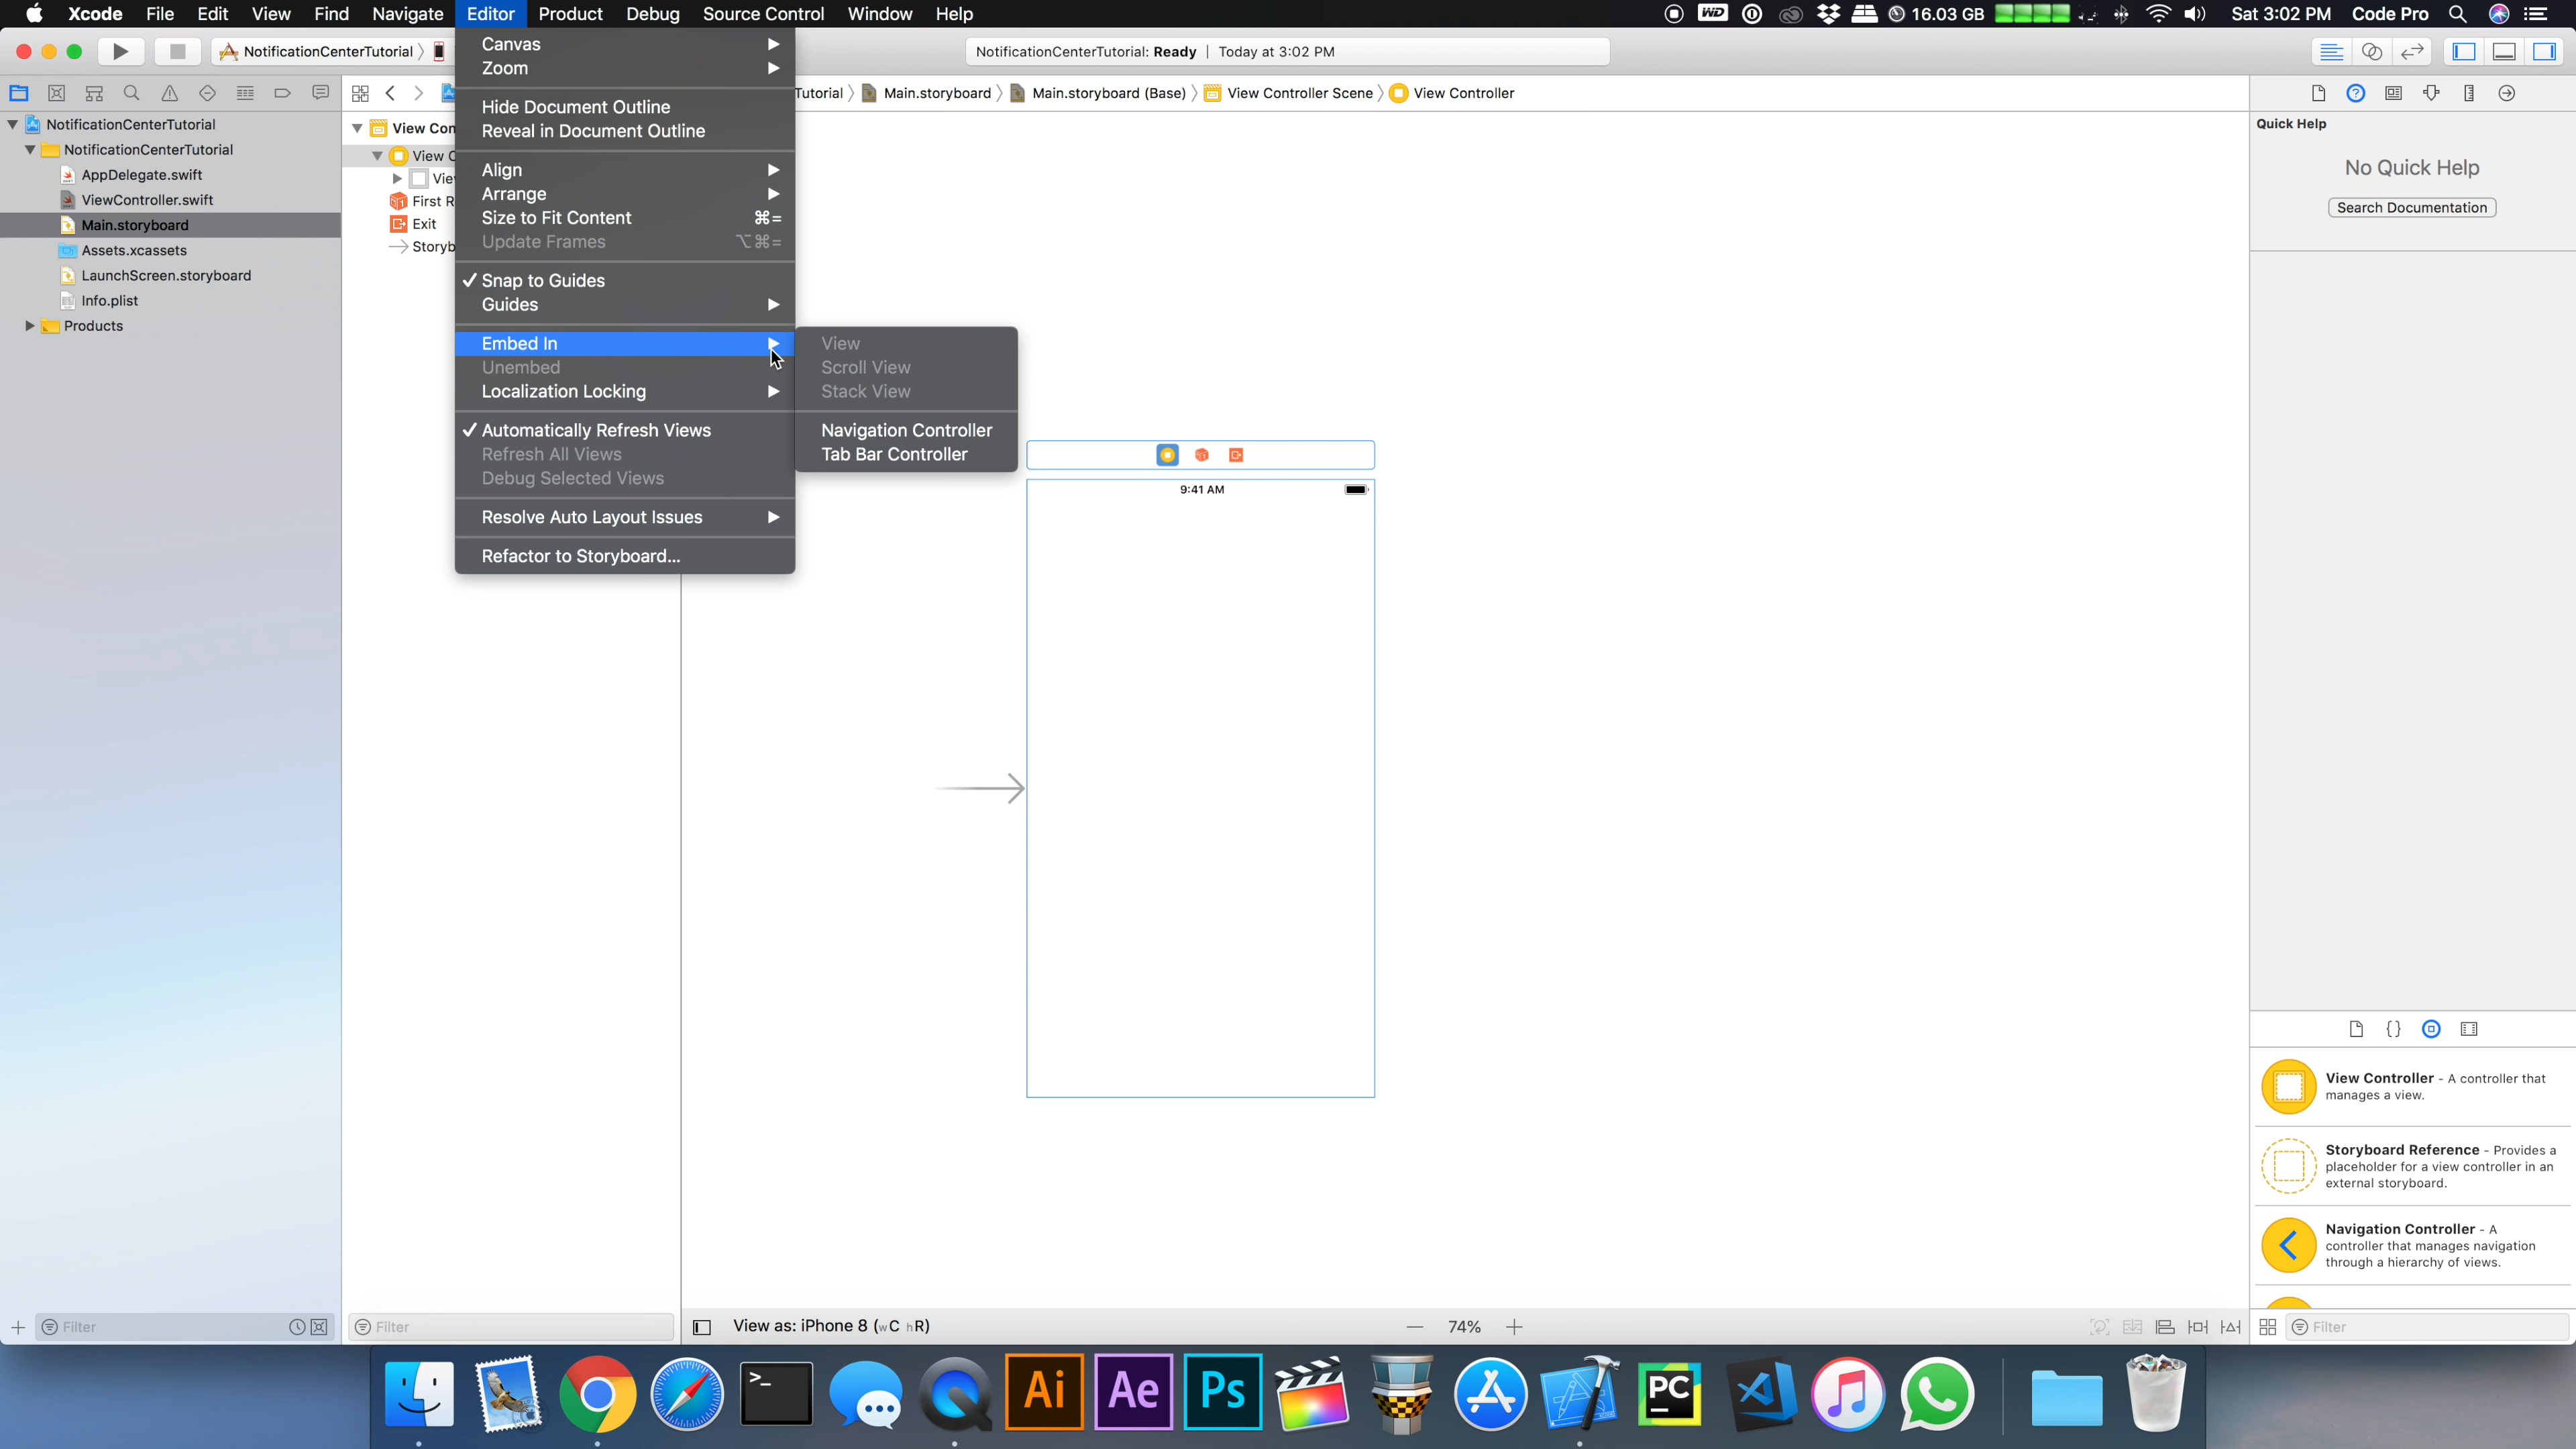 Xcode File Edit View Find Navigate Editor Product Debug Source Control Window Help WD 16.03 GB Sat 3:02 PM Code Pro
NotificationCenterTutorial
NotificationCenterTutorial: Ready | Today at 3:02 PM
Tutorial Main.storyboard Main.storyboard (Base) View Controller Scene View Controller
NotificationCenterTutorial
NotificationCenterTutorial
AppDelegate.swift
ViewController.swift
Main.storyboard
Assets.xcassets
LaunchScreen.storyboard
Info.plist
Products
View Con
View C
Vie
First R
Exit
Storyb
Canvas
Zoom
Hide Document Outline
Reveal in Document Outline
Align
Arrange
Size to Fit Content ⌘=
Update Frames ⌥⌘=
✓ Snap to Guides
Guides
Embed In
Unembed
Localization Locking
✓ Automatically Refresh Views
Refresh All Views
Debug Selected Views
Resolve Auto Layout Issues
Refactor to Storyboard...
View
Scroll View
Stack View
Navigation Controller
Tab Bar Controller
9:41 AM
Quick Help
No Quick Help
Search Documentation
{}
View Controller - A controller that
manages a view.
Storyboard Reference - Provides a
placeholder for a view controller in an
external storyboard.
Navigation Controller - A
controller that manages navigation
through a hierarchy of views.
Filter
Filter
View as: iPhone 8 (wC hR)
74%
Filter
>_
Ai
Ae
Ps
PC